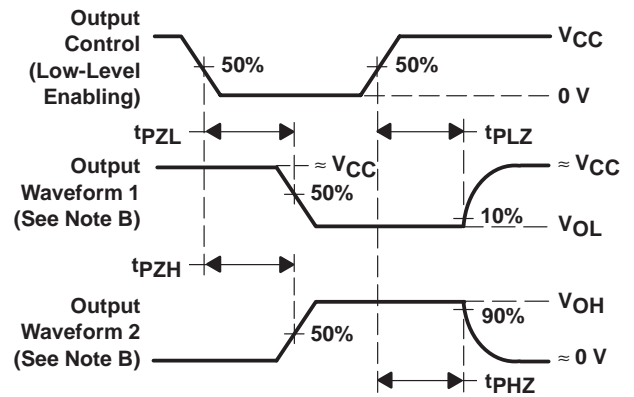 Output
Control
(Low-Level
Enabling)
50%
50%
VCC
0 V
tPZL
tPLZ
Output
Waveform 1
(See Note B)
≈ VCC
50%
≈ VCC
10%
VOL
tPZH
Output
Waveform 2
(See Note B)
50%
VOH
90%
≈ 0 V
tPHZ